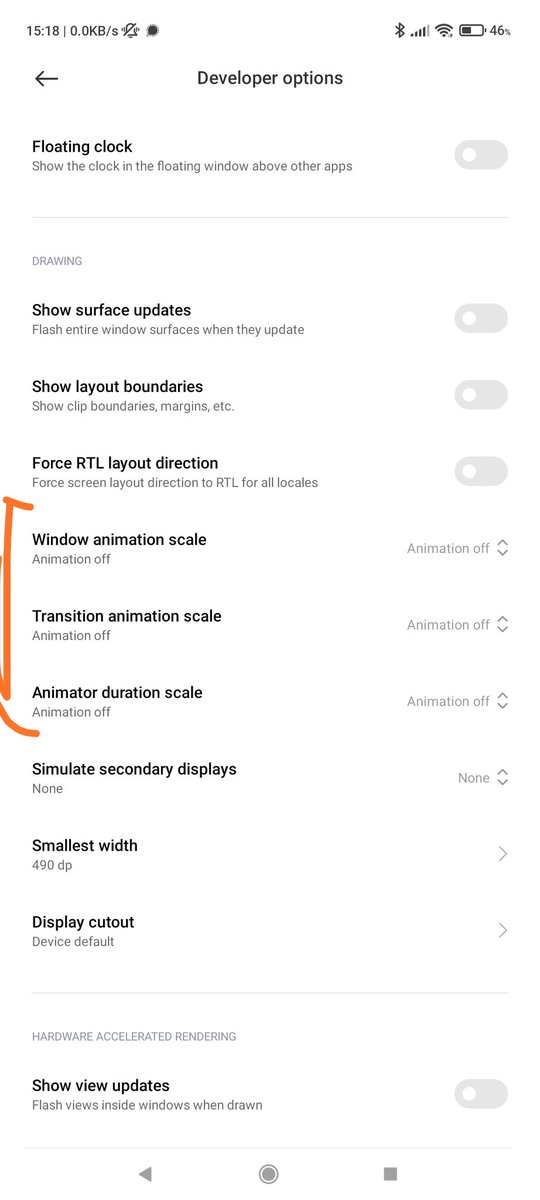 15:18 | 0.0KB/s
46%
Developer options
Floating clock
Show the clock in the floating window above other apps
DRAWING
Show surface updates
Flash entire window surfaces when they update
Show layout boundaries
Show clip boundaries, margins, etc.
Force RTL layout direction
Force screen layout direction to RTL for all locales
Window animation scale
Animation off
Animation off
Transition animation scale
Animation off
Animation off
Animator duration scale
Animation off
Animation off
Simulate secondary displays
None
None
Smallest width
490 dp
Display cutout
Device default
HARDWARE ACCELERATED RENDERING
Show view updates
Flash views inside windows when drawn